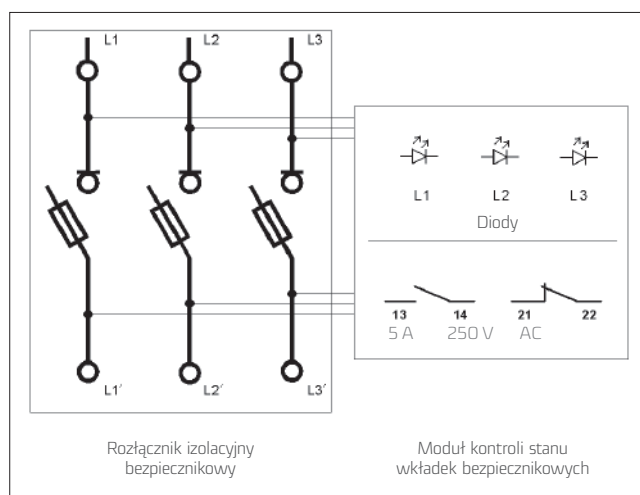 L1 L2 L3
L1 L2 L3
Diody
13 14 21 22
5 A 250 V AC
L1′ L2′ L3′
Rozłącznik izolacyjny
bezpiecznikowy
Moduł kontroli stanu
wkładek bezpiecznikowych